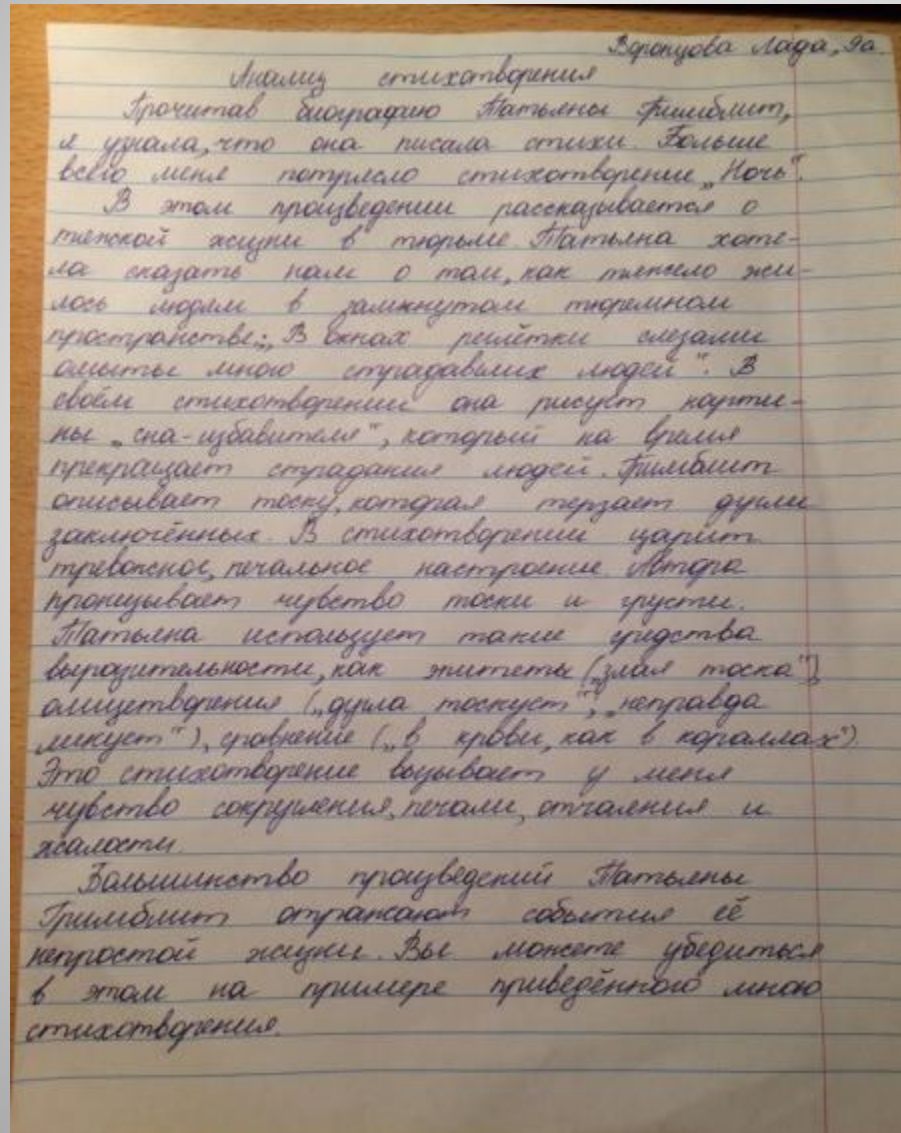 Воронцова Лада, 9а
Анализ стихотворения
Прочитав биографию Татьяны Гримблит,
я узнала, что она писала стихи. Больше
всего меня потрясло стихотворение „Ночь".
В этом произведении рассказывается о
тяжкой жизни в тюрьме. Татьяна хоте-
ла сказать нам о том, как тяжело жи-
лось людям в замкнутом тюремном
пространстве: „В окнах решётки слезами
омыты много страдавших людей". В
своём стихотворении она рисует карти-
ны „сна-избавителя", который на время
прекращает страдания людей. Гримблит
описывает тоску, которая терзает души
заключённых. В стихотворении царит
тревожное, печальное настроение. Автора
пронизывает чувство тоски и грусти.
Татьяна использует такие средства
выразительности, как эпитеты („злая тоска"),
олицетворения („душа тоскует", „неправда
ликует"), сравнение („в крови, как в кораллах").
Это стихотворение вызывает у меня
чувство сокрушения, печали, отчаяния и
жалости.
Большинство произведений Татьяны
Гримблит отражают события её
непростой жизни. Вы можете убедиться
в этом на примере приведённого мною
стихотворения.